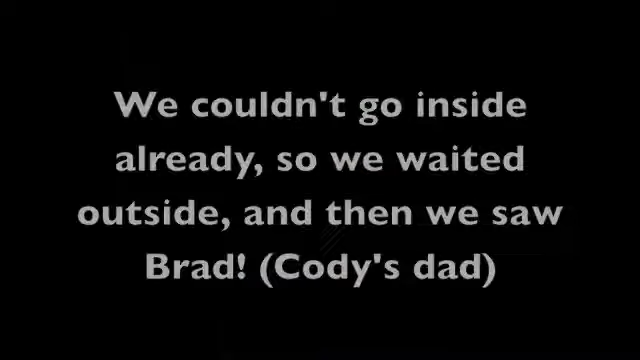 We couldn't go inside
already, so we waited
outside, and then we saw
Brad! (Cody's dad)